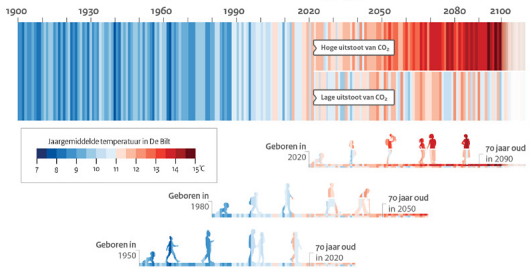 1900 1930 1960 1990 2020 2050 2080 2100
Hoge uitstoot van CO₂
Lage uitstoot van CO₂
Jaargemiddeldetemperatuur in De Bilt
7 8 9 10 11 12 13 14 15°C
Geboren in
2020
70 jaar oud
in 2090
Geboren in
1980
70 jaar oud
in 2050
Geboren in
1950
70 jaar oud
in 2020